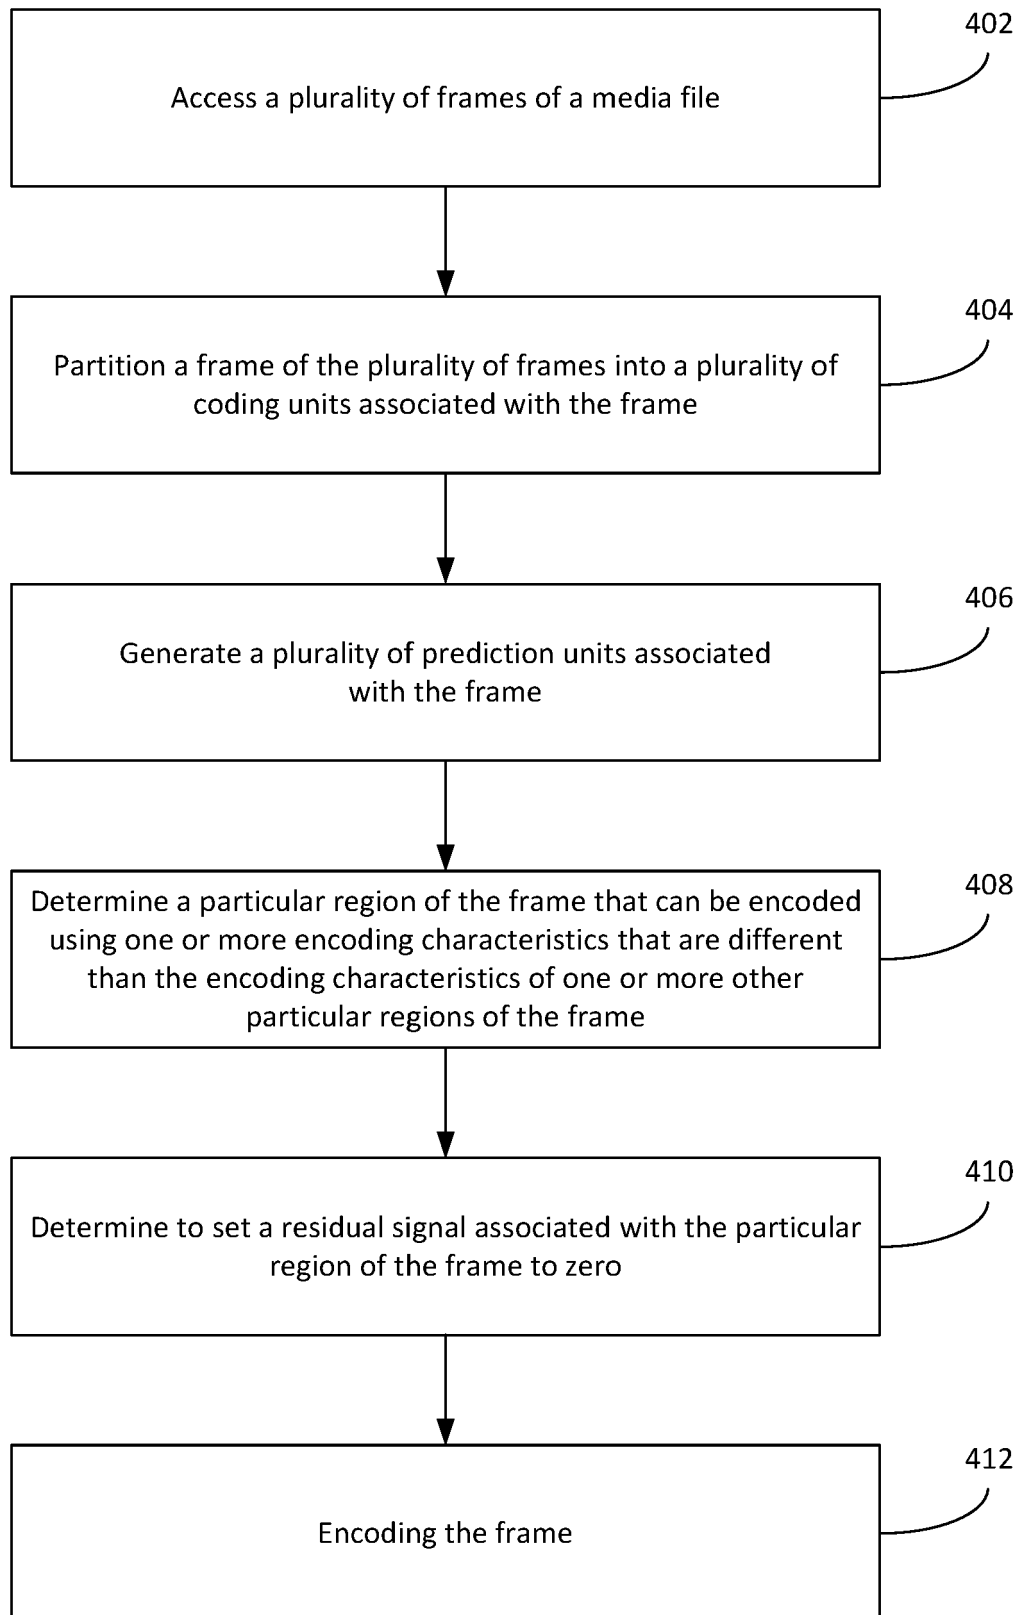 402
Access a plurality of frames of a media file
404
Partition a frame of the plurality of frames into a plurality of
coding units associated with the frame
406
Generate a plurality of prediction units associated
with the frame
408
Determine a particular region of the frame that can be encoded
using one or more encoding characteristics that are different
than the encoding characteristics of one or more other
particular regions of the frame
410
Determine to set a residual signal associated with the particular
region of the frame to zero
412
Encoding the frame